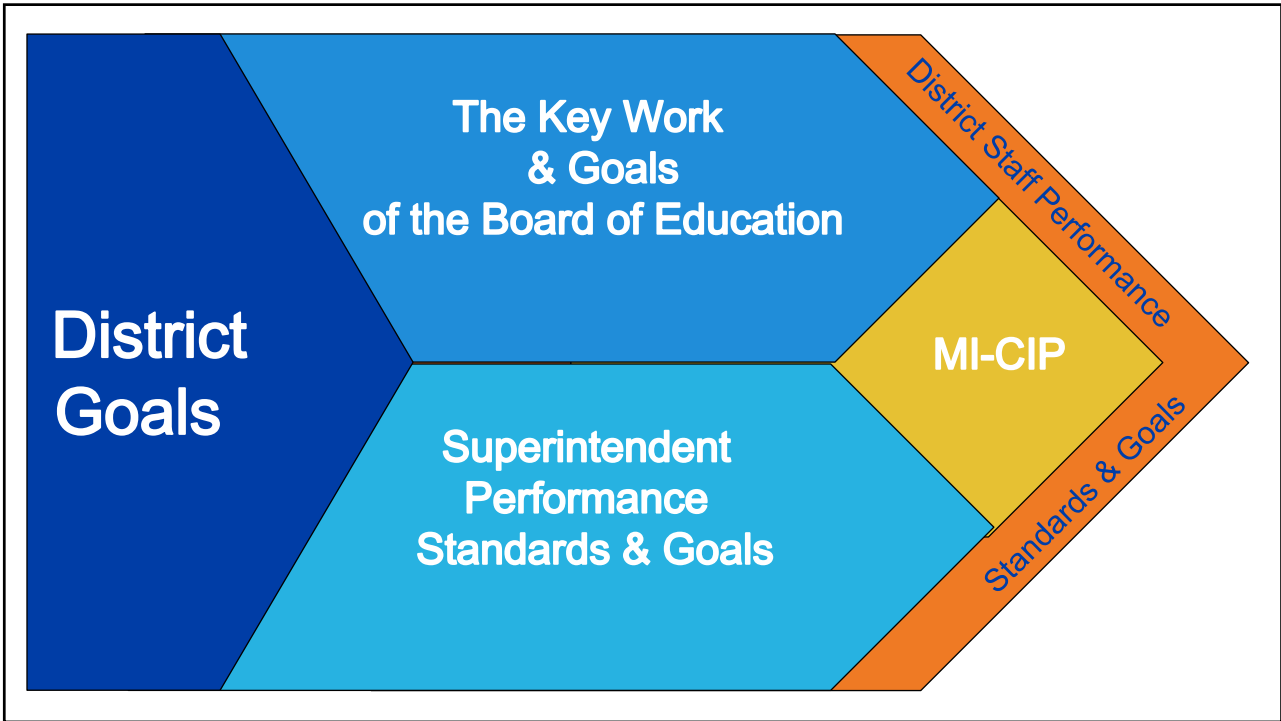 District
Goals
The Key Work
& Goals
of the Board of Education
Superintendent
Performance
Standards & Goals
MI-CIP
District Staff Performance
Standards & Goals